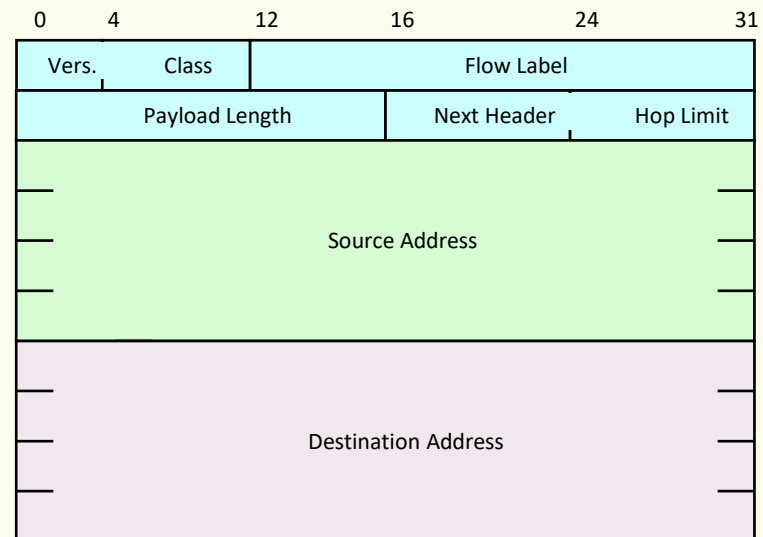 0 4 12 16 24 31
Vers. Class Flow Label
Payload Length Next Header Hop Limit
Source Address
Destination Address